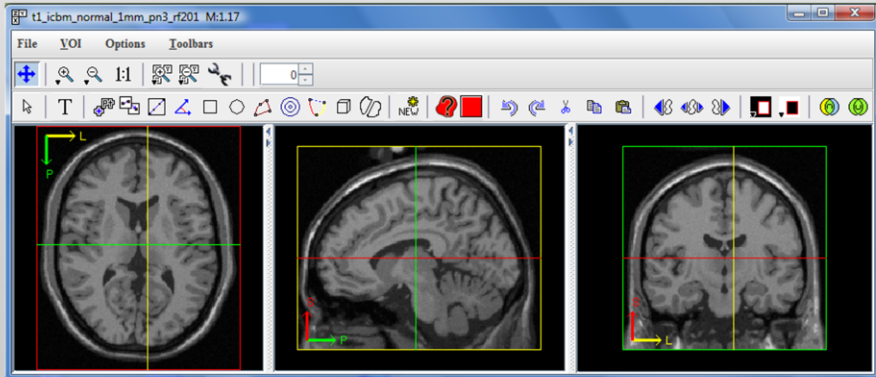 t1_icbm_normal_1mm_pn3_rf201 M:1.17
File VOI Options Toolbars
1:1 0
T NEW
L
P
S
P
S
L